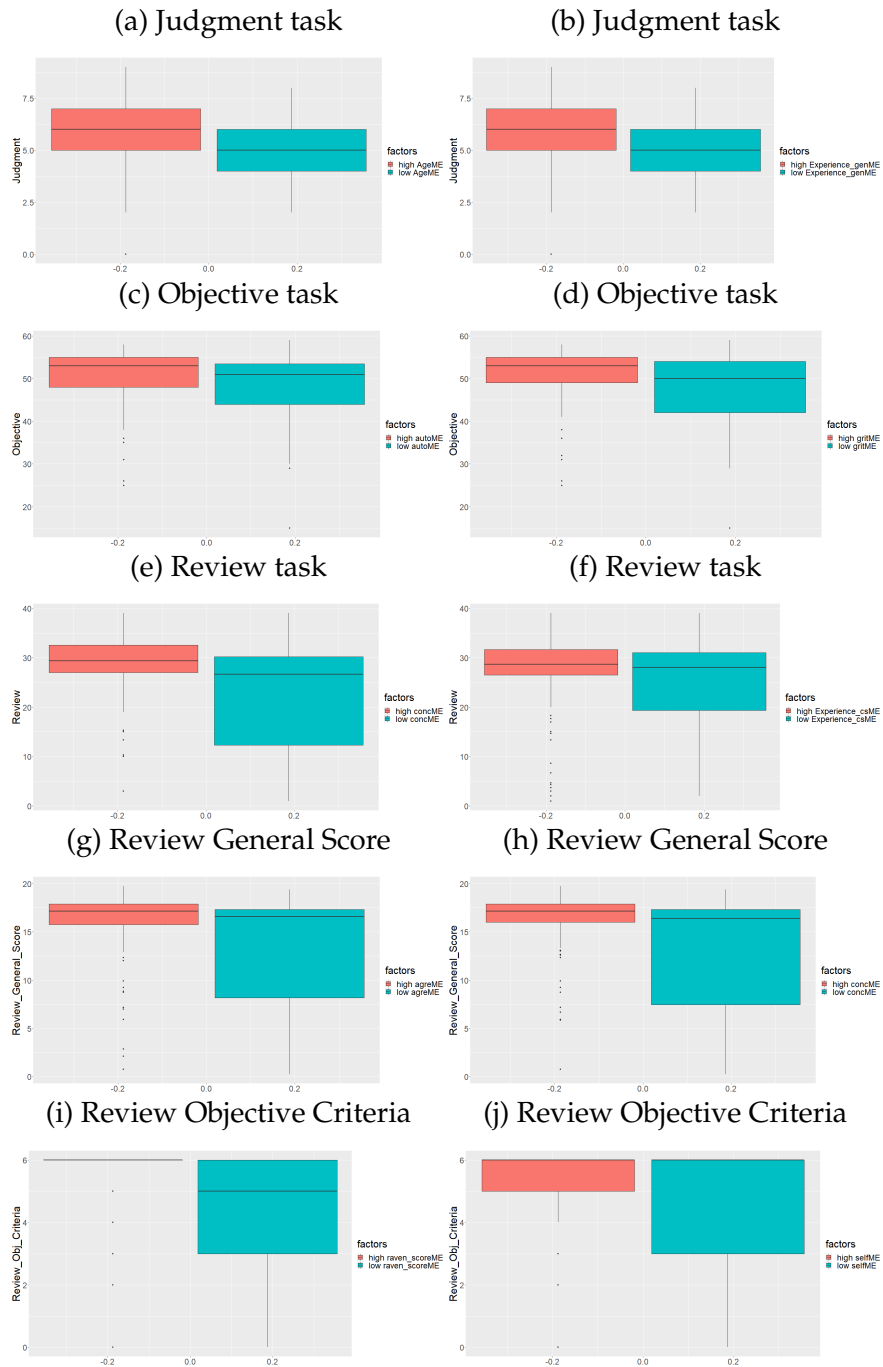 (a) Judgment task
(b) Judgment task
Judgment
7.5
5.0
2.5
0.0
-0.2
0.0
0.2
factors
high AgeME
low AgeME
Judgment
7.5
5.0
2.5
0.0
-0.2
0.0
0.2
factors
high Experience_genME
low Experience_genME
(c) Objective task
(d) Objective task
Objective
60
50
40
30
20
-0.2
0.0
0.2
factors
high autoME
low autoME
Objective
60
50
40
30
20
-0.2
0.0
0.2
factors
high gritME
low gritME
(e) Review task
(f) Review task
Review
40
30
20
10
0
-0.2
0.0
0.2
factors
high concME
low concME
Review
40
30
20
10
0
-0.2
0.0
0.2
factors
high Experience_csME
low Experience_csME
(g) Review General Score
(h) Review General Score
Review_General_Score
20
15
10
5
0
-0.2
0.0
0.2
factors
high agreME
low agreME
Review_General_Score
20
15
10
5
0
-0.2
0.0
0.2
factors
high concME
low concME
(i) Review Objective Criteria
(j) Review Objective Criteria
Review_Obj_Criteria
6
4
2
0
-0.2
0.0
0.2
factors
high raven_scoreME
low raven_scoreME
Review_Obj_Criteria
6
4
2
0
-0.2
0.0
0.2
factors
high selfME
low selfME